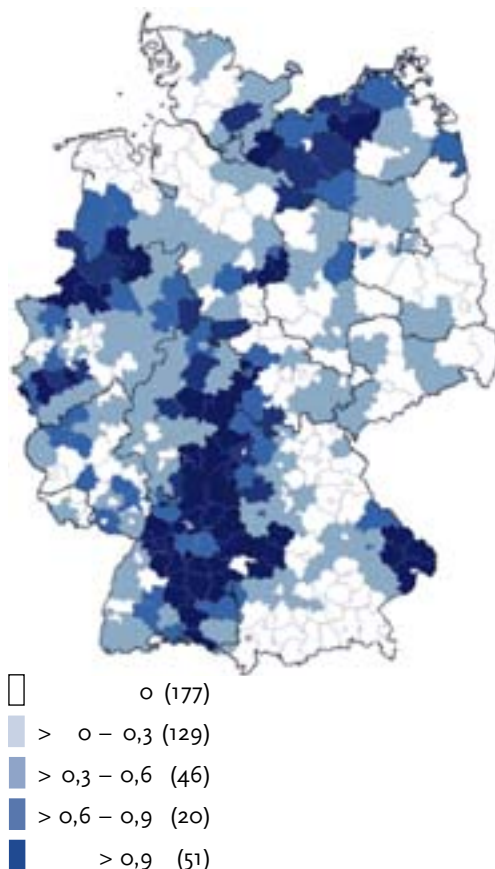 0 (177)
> 0 – 0,3 (129)
> 0,3 – 0,6 (46)
> 0,6 – 0,9 (20)
> 0,9 (51)